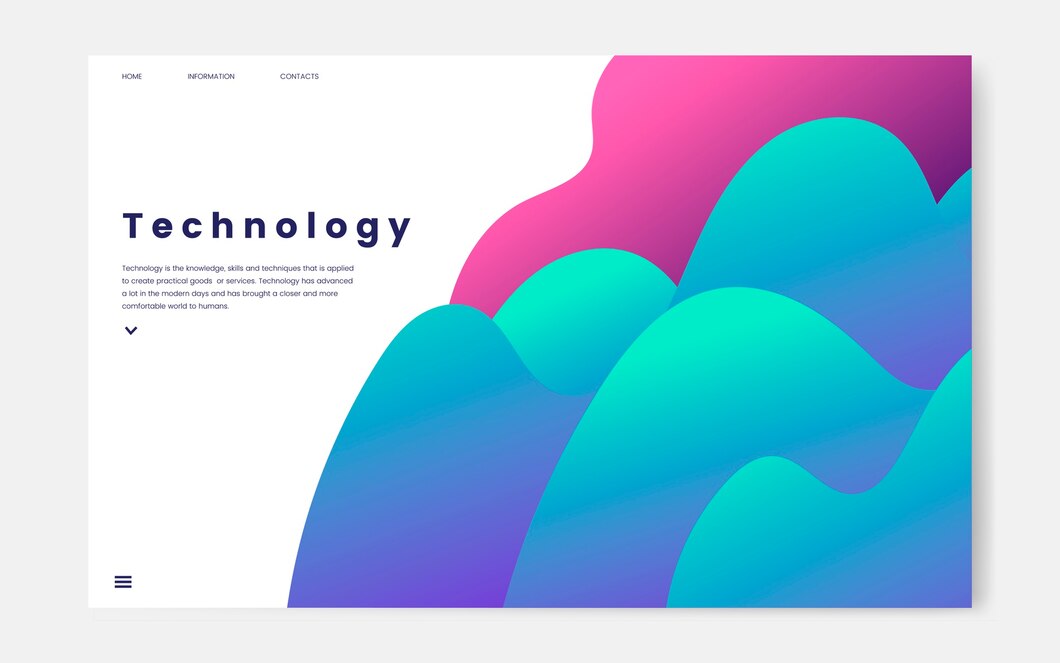 HOME INFORMATION CONTACTS
Technology
Technology is the knowledge, skills and techniques that is applied
to create practical goods  or services. Technology has advanced
a lot in the modern days and has brought a closer and more
comfortable world to humans.